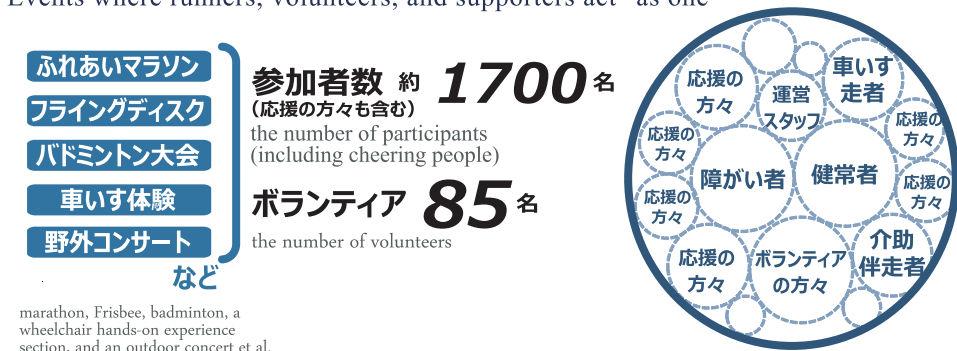 Events where runners, volunteers, and supporters act as one
ふれあいマラソン
フライングディスク
バドミントン大会
車いす体験
野外コンサート
など
marathon, Frisbee, badminton, a
wheelchair hands-on experience
section, and an outdoor concert et al.
参加者数 約 1700 名
(応援の方々も含む)
the number of participants
(including cheering people)
ボランティア 85 名
the number of volunteers
応援の
方々
運営
スタッフ
車いす
走者
応援の
方々
応援の
方々
障がい者
健常者
応援の
方々
応援の
方々
応援の
方々
ボランティア
の方々
介助
伴走者